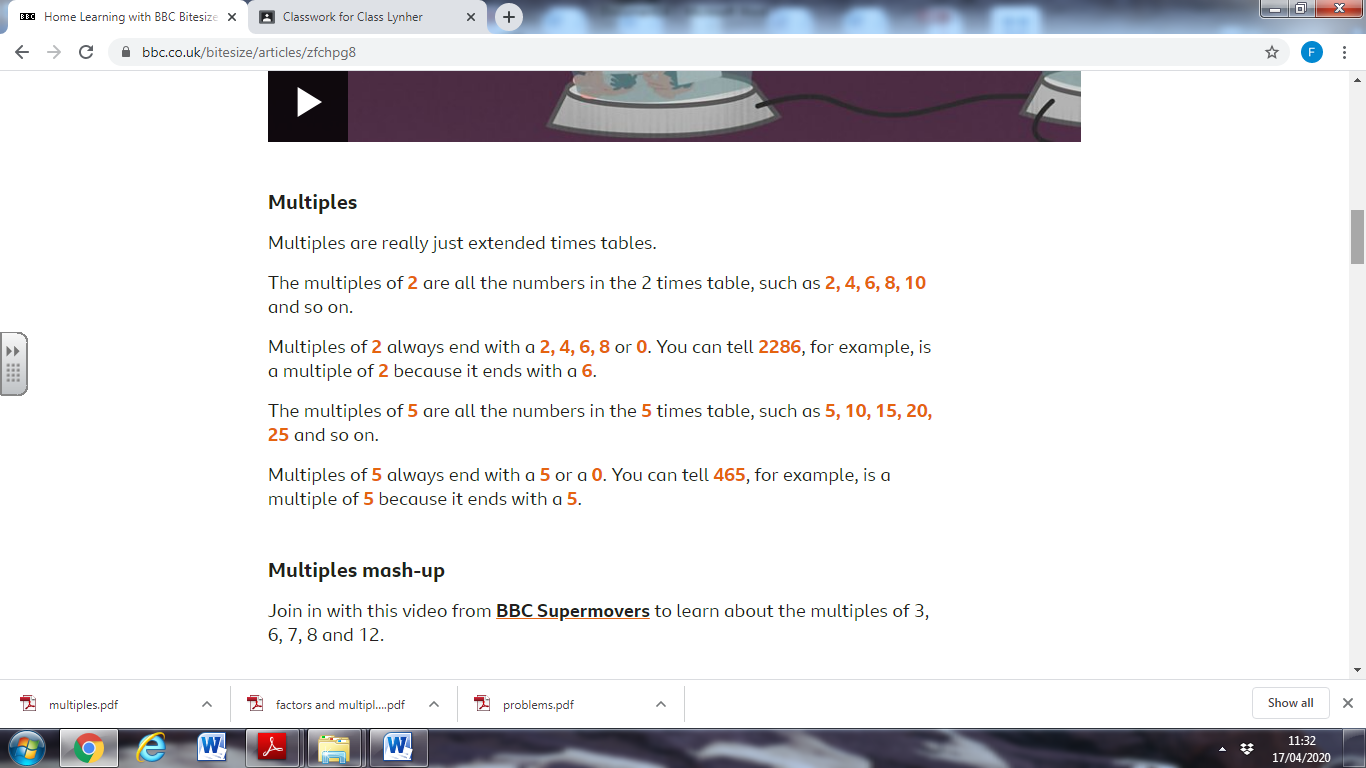 BBC Home Learning with BBC Bitesize
Classwork for Class Lynher
bbc.co.uk/bitesize/articles/zfchpg8
F
Multiples
Multiples are really just extended times tables.
The multiples of 2 are all the numbers in the 2 times table, such as 2, 4, 6, 8, 10
and so on.
Multiples of 2 always end with a 2, 4, 6, 8 or 0. You can tell 2286, for example, is
a multiple of 2 because it ends with a 6.
The multiples of 5 are all the numbers in the 5 times table, such as 5, 10, 15, 20,
25 and so on.
Multiples of 5 always end with a 5 or a 0. You can tell 465, for example, is a
multiple of 5 because it ends with a 5.
Multiples mash-up
Join in with this video from BBC Supermovers to learn about the multiples of 3,
6, 7, 8 and 12.
multiples.pdf
factors and multipl....pdf
problems.pdf
Show all
11:32
17/04/2020